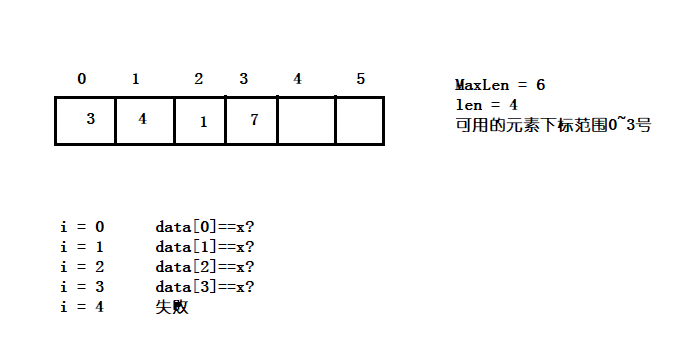 0 1 2 3 4 5
3 4 1 7
MaxLen = 6
len = 4
可用的元素下标范围0~3号
i = 0 data[0]==x?
i = 1 data[1]==x?
i = 2 data[2]==x?
i = 3 data[3]==x?
i = 4 失败